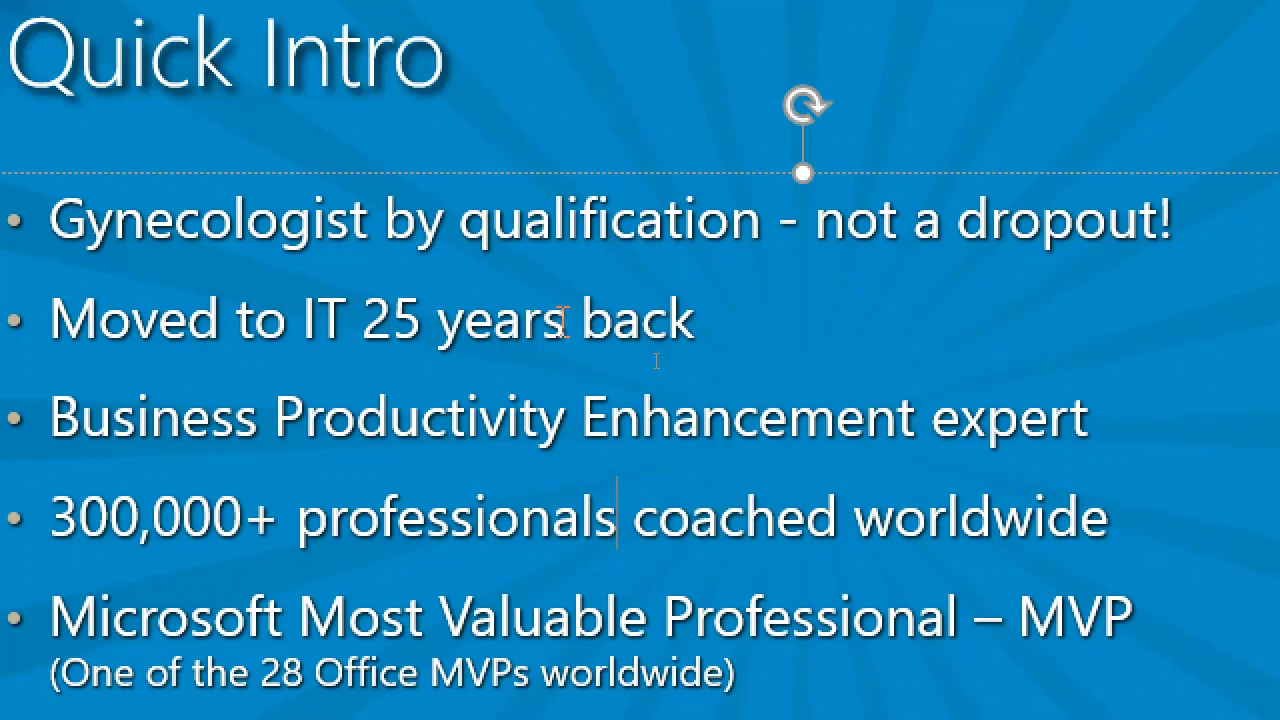 Quick Intro
• Gynecologist by qualification - not a dropout!
• Moved to IT 25 years back
• Business Productivity Enhancement expert
• 300,000+ professionals coached worldwide
• Microsoft Most Valuable Professional – MVP
(One of the 28 Office MVPs worldwide)